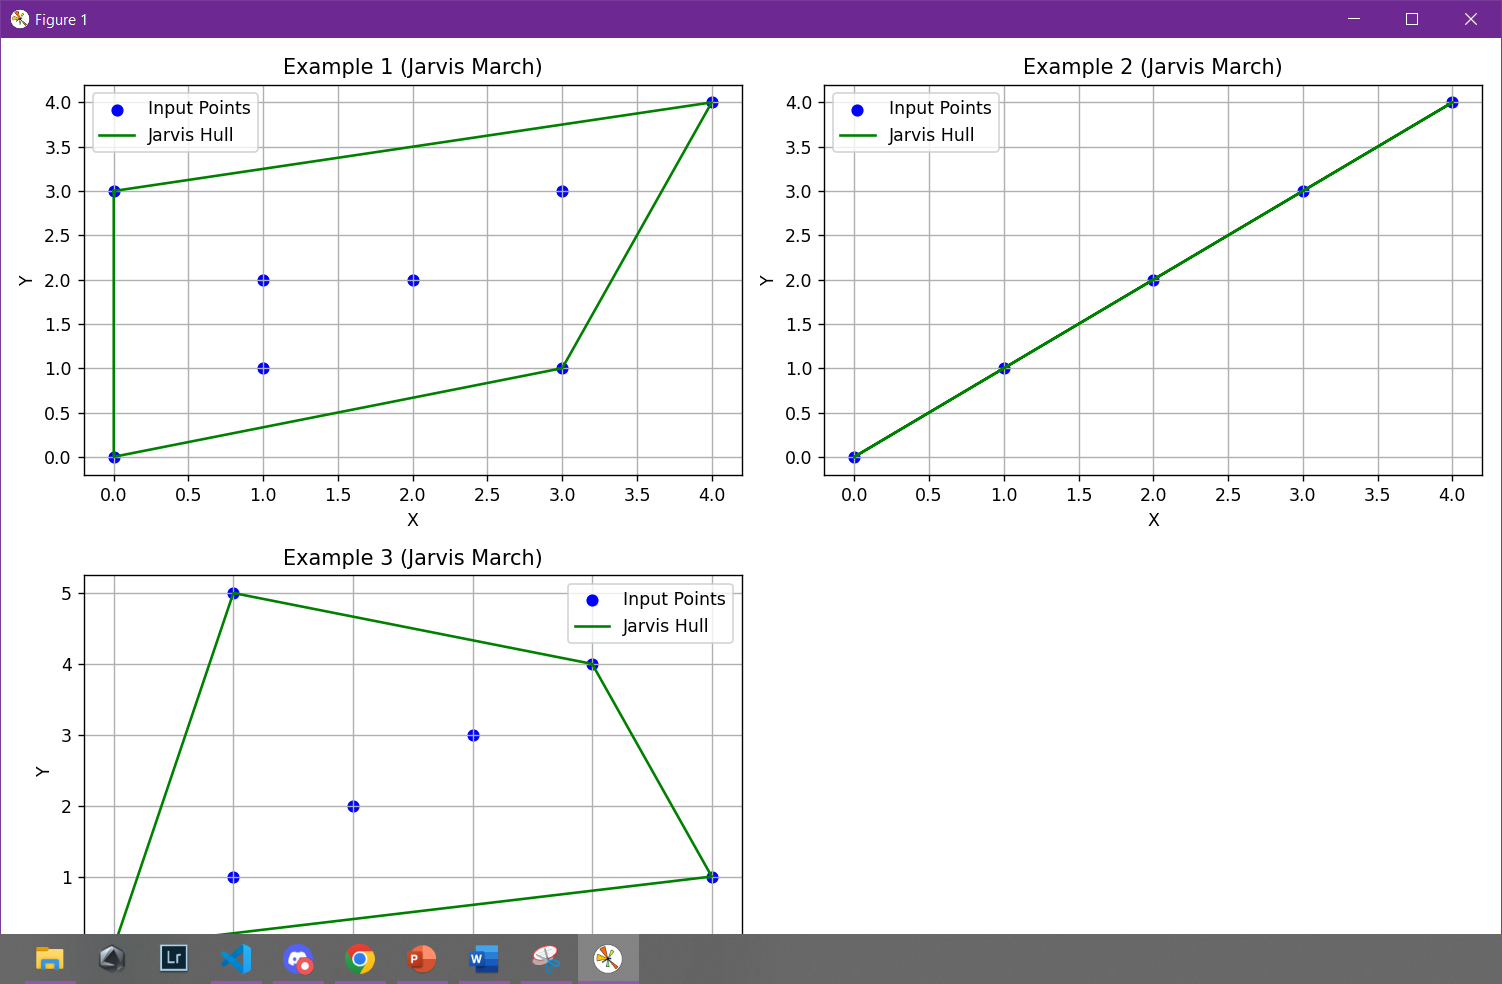 Figure 1
Example 1 (Jarvis March)
Input Points
Jarvis Hull
4.0
3.5
3.0
2.5
2.0
1.5
1.0
0.5
0.0
Y
0.0 0.5 1.0 1.5 2.0 2.5 3.0 3.5 4.0
X
Example 2 (Jarvis March)
Input Points
Jarvis Hull
4.0
3.5
3.0
2.5
2.0
1.5
1.0
0.5
0.0
Y
0.0 0.5 1.0 1.5 2.0 2.5 3.0 3.5 4.0
X
Example 3 (Jarvis March)
Input Points
Jarvis Hull
5
4
3
2
1
Y
Lr
P
W